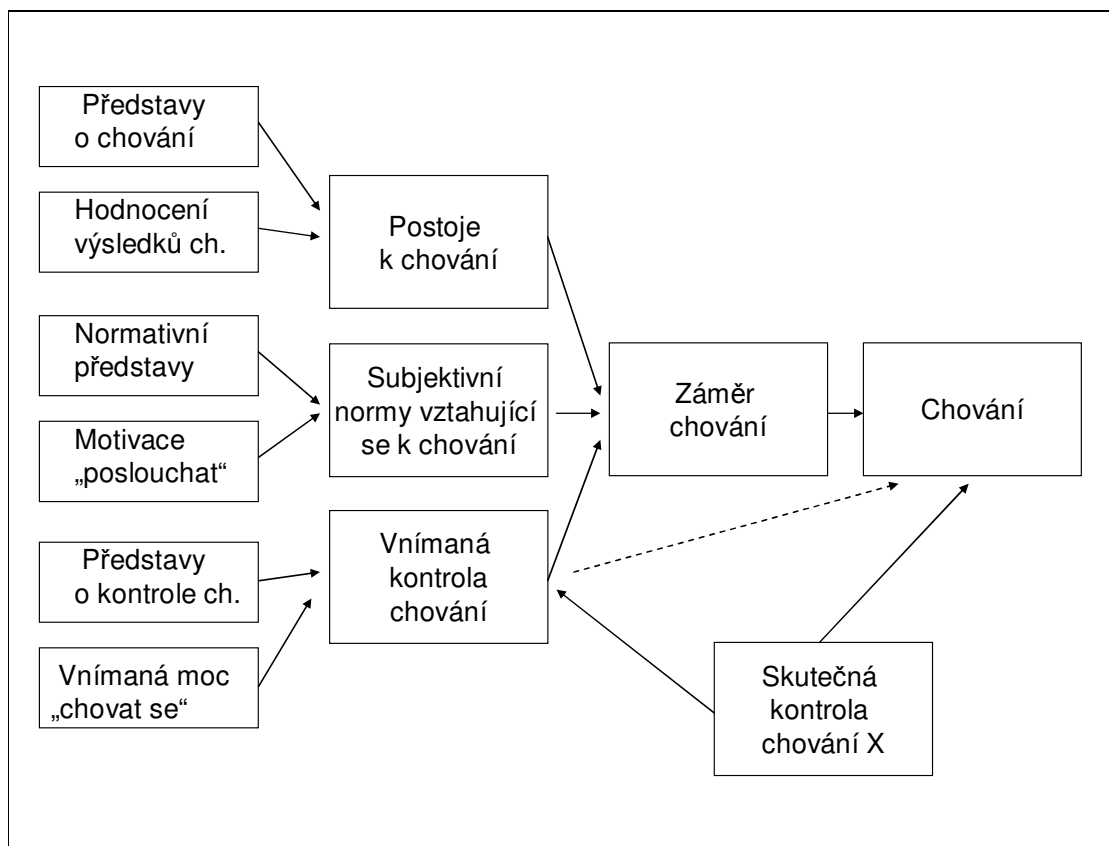 Představy
o chování
Hodnocení
výsledků ch.
Normativní
představy
Motivace
„poslouchat“
Představy
o kontrole ch.
Vnímaná moc
„chovat se“
Postoje
k chování
Subjektivní
normy vztahující
se k chování
Vnímaná
kontrola
chování
Záměr
chování
Chování
Skutečná
kontrola
chování X